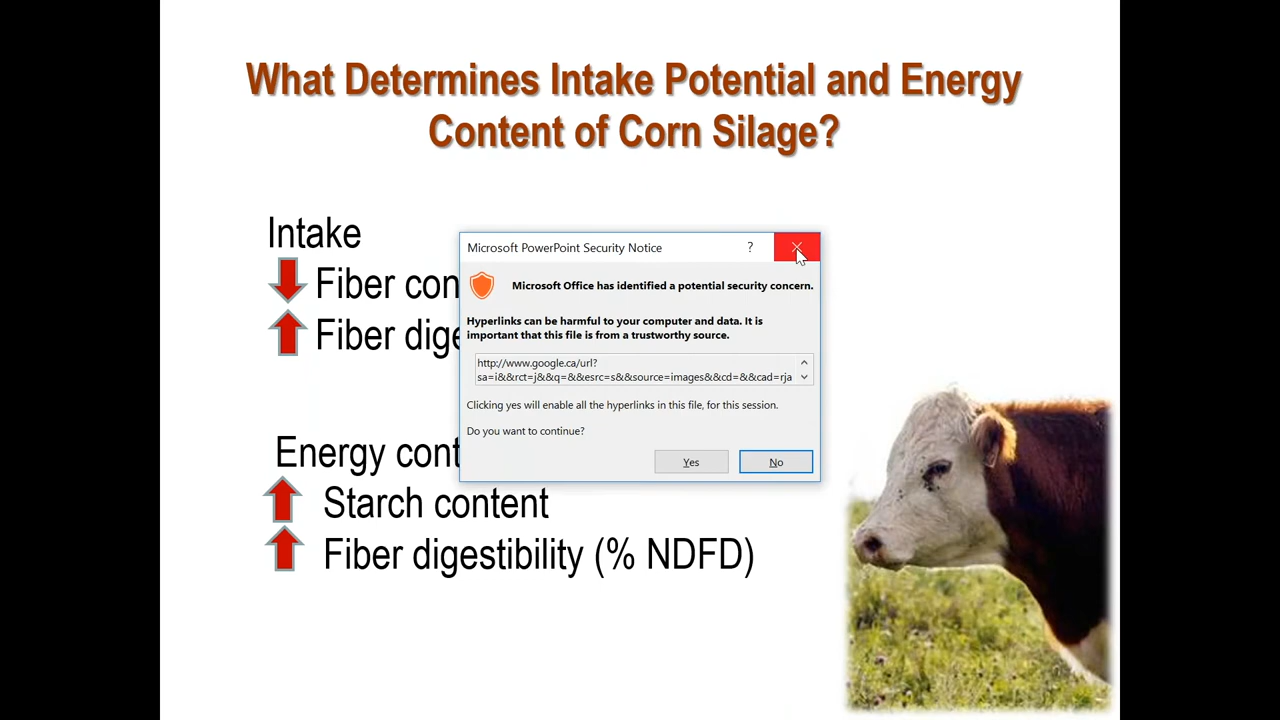 What Determines Intake Potential and Energy
Content of Corn Silage?
Intake
Fiber con
Fiber dige
Energy cont
Starch content
Fiber digestibility (% NDFD)
Microsoft PowerPoint Security Notice
?
Microsoft Office has identified a potential security concern.
Hyperlinks can be harmful to your computer and data. It is
important that this file is from a trustworthy source.
http://www.google.ca/url?
sa=i&&rct=j&&q=&&esrc=s&&source=images&&cd=&&cad=rja
Clicking yes will enable all the hyperlinks in this file, for this session.
Do you want to continue?
Yes
No